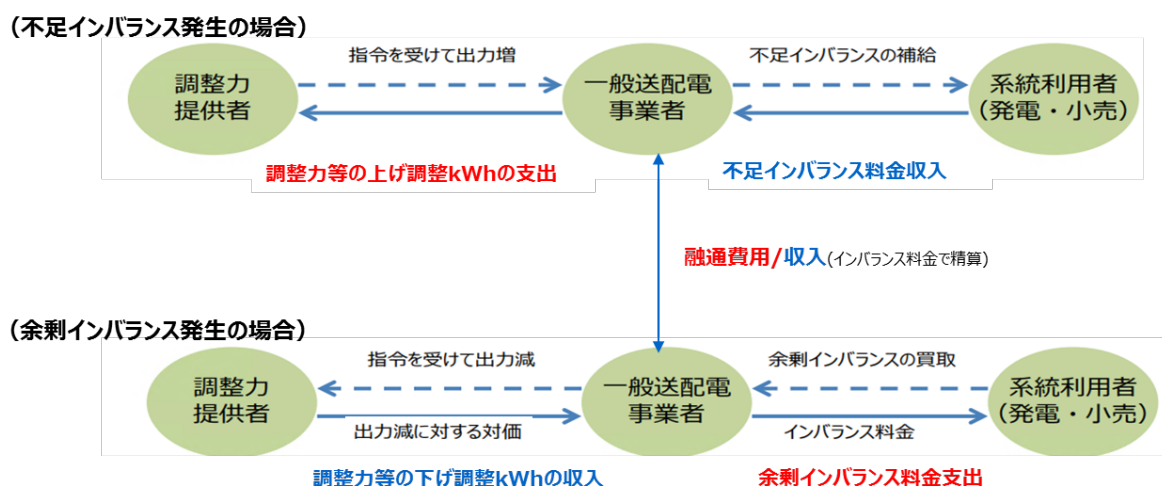 （不足インバランス発生の場合）
指令を受けて出力増
不足インバランスの補給
調整力
提供者
一般送配電
事業者
系統利用者
（発電・小売）
調整力等の上げ調整kWhの支出
不足インバランス料金収入
融通費用/収入(インバランス料金で精算)
（余剰インバランス発生の場合）
指令を受けて出力減
余剰インバランスの買取
調整力
提供者
一般送配電
事業者
系統利用者
（発電・小売）
出力減に対する対価
インバランス料金
調整力等の下げ調整kWhの収入
余剰インバランス料金支出